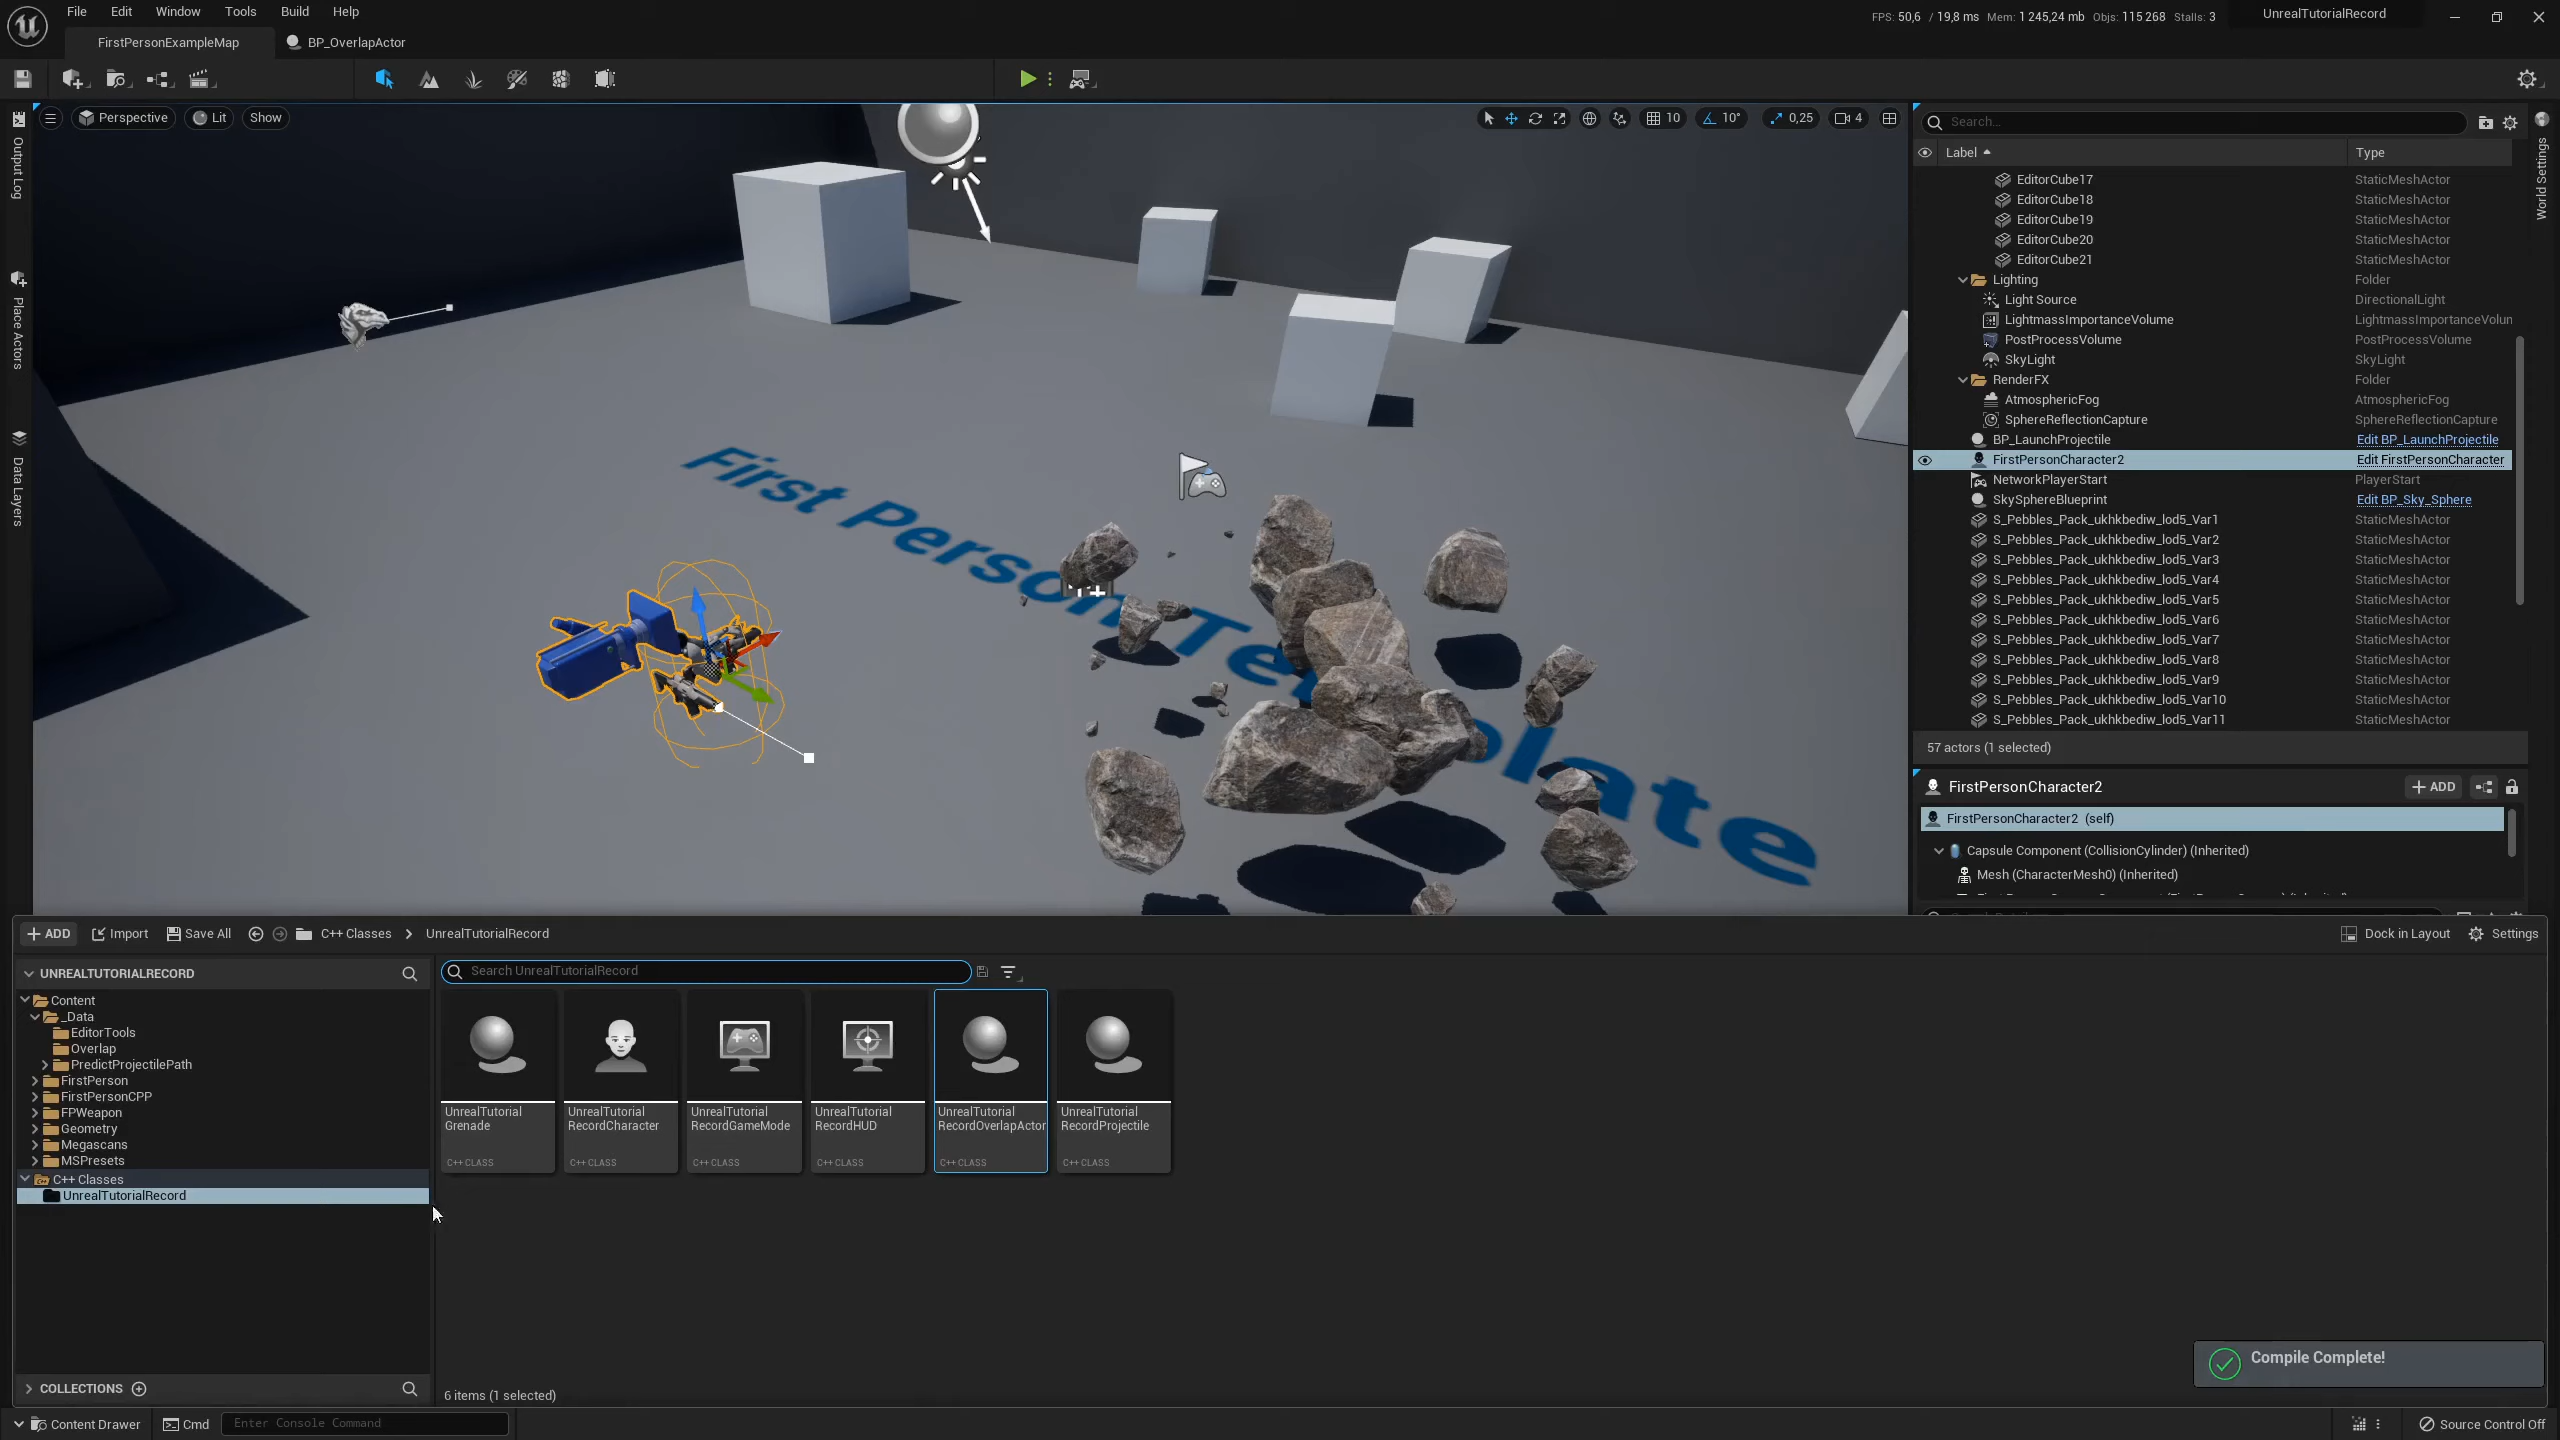 File Edit Window Tools Build Help
FPS: 50,6 / 19,8 ms Mem: 1 245,24 mb Objs: 115 268 Stalls: 3
UnrealTutorialRecord
FirstPersonExampleMap
BP_OverlapActor
Perspective
Lit
Show
10
10°
0,25
4
Output Log
Place Actors
Data Layers
World Settings
First Person Template
Search...
Label
Type
EditorCube17 StaticMeshActor
EditorCube18 StaticMeshActor
EditorCube19 StaticMeshActor
EditorCube20 StaticMeshActor
EditorCube21 StaticMeshActor
Lighting Folder
Light Source DirectionalLight
LightmassImportanceVolume LightmassImportanceVolun
PostProcessVolume PostProcessVolume
SkyLight SkyLight
RenderFX Folder
AtmosphericFog AtmosphericFog
SphereReflectionCapture SphereReflectionCapture
BP_LaunchProjectile Edit BP_LaunchProjectile
FirstPersonCharacter2 Edit FirstPersonCharacter
NetworkPlayerStart PlayerStart
SkySphereBlueprint Edit BP_Sky_Sphere
S_Pebbles_Pack_ukhkbediw_lod5_Var1 StaticMeshActor
S_Pebbles_Pack_ukhkbediw_lod5_Var2 StaticMeshActor
S_Pebbles_Pack_ukhkbediw_lod5_Var3 StaticMeshActor
S_Pebbles_Pack_ukhkbediw_lod5_Var4 StaticMeshActor
S_Pebbles_Pack_ukhkbediw_lod5_Var5 StaticMeshActor
S_Pebbles_Pack_ukhkbediw_lod5_Var6 StaticMeshActor
S_Pebbles_Pack_ukhkbediw_lod5_Var7 StaticMeshActor
S_Pebbles_Pack_ukhkbediw_lod5_Var8 StaticMeshActor
S_Pebbles_Pack_ukhkbediw_lod5_Var9 StaticMeshActor
S_Pebbles_Pack_ukhkbediw_lod5_Var10 StaticMeshActor
S_Pebbles_Pack_ukhkbediw_lod5_Var11 StaticMeshActor
57 actors (1 selected)
FirstPersonCharacter2
ADD
FirstPersonCharacter2 (self)
Capsule Component (CollisionCylinder) (Inherited)
Mesh (CharacterMesh0) (Inherited)
ADD
Import
Save All
C++ Classes
UnrealTutorialRecord
Dock in Layout
Settings
UNREALTUTORIALRECORD
Search UnrealTutorialRecord
Content
_Data
EditorTools
Overlap
PredictProjectilePath
FirstPerson
FirstPersonCPP
FPWeapon
Geometry
Megascans
MSPresets
C++ Classes
UnrealTutorialRecord
UnrealTutorial
Grenade
C++ CLASS
UnrealTutorial
RecordCharacter
C++ CLASS
UnrealTutorial
RecordGameMode
C++ CLASS
UnrealTutorial
RecordHUD
C++ CLASS
UnrealTutorial
RecordOverlapActor
C++ CLASS
UnrealTutorial
RecordProjectile
C++ CLASS
COLLECTIONS
6 items (1 selected)
Compile Complete!
Content Drawer
Cmd
Enter Console Command
Source Control Off